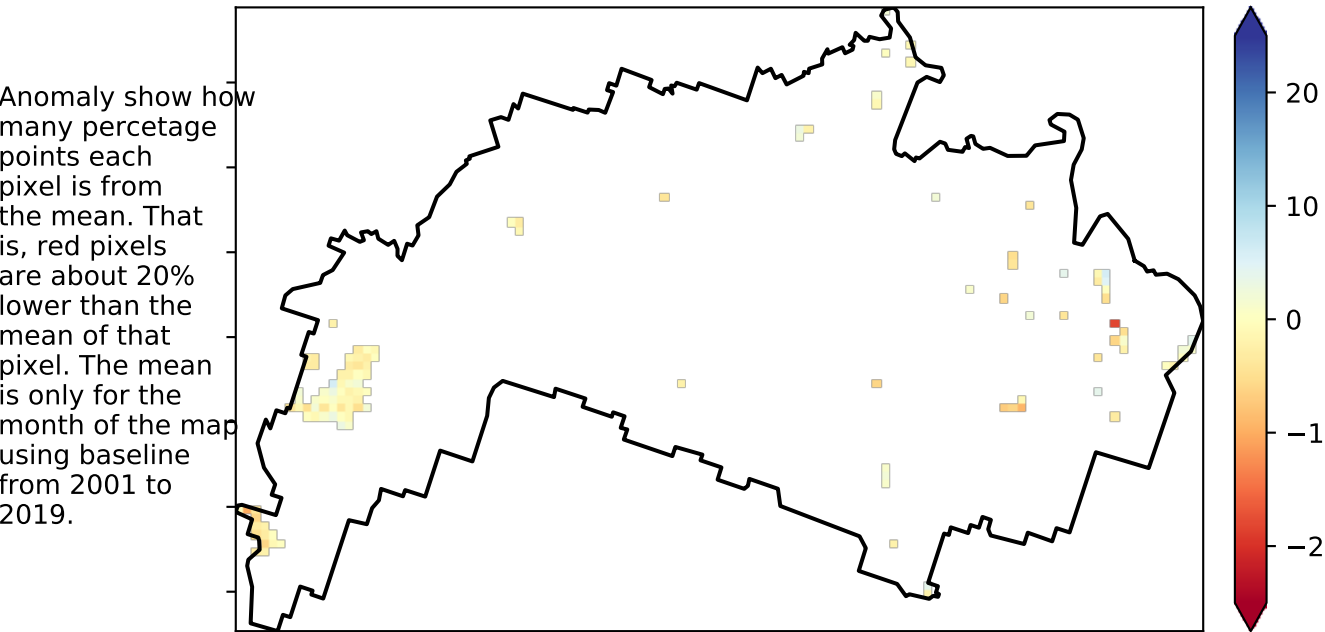 Anomaly show how
many percetage
points each
pixel is from
the mean. That
is, red pixels
are about 20%
lower than the
mean of that
pixel. The mean
is only for the
month of the map
using baseline
from 2001 to
2019.
20
10
0
−1
−2